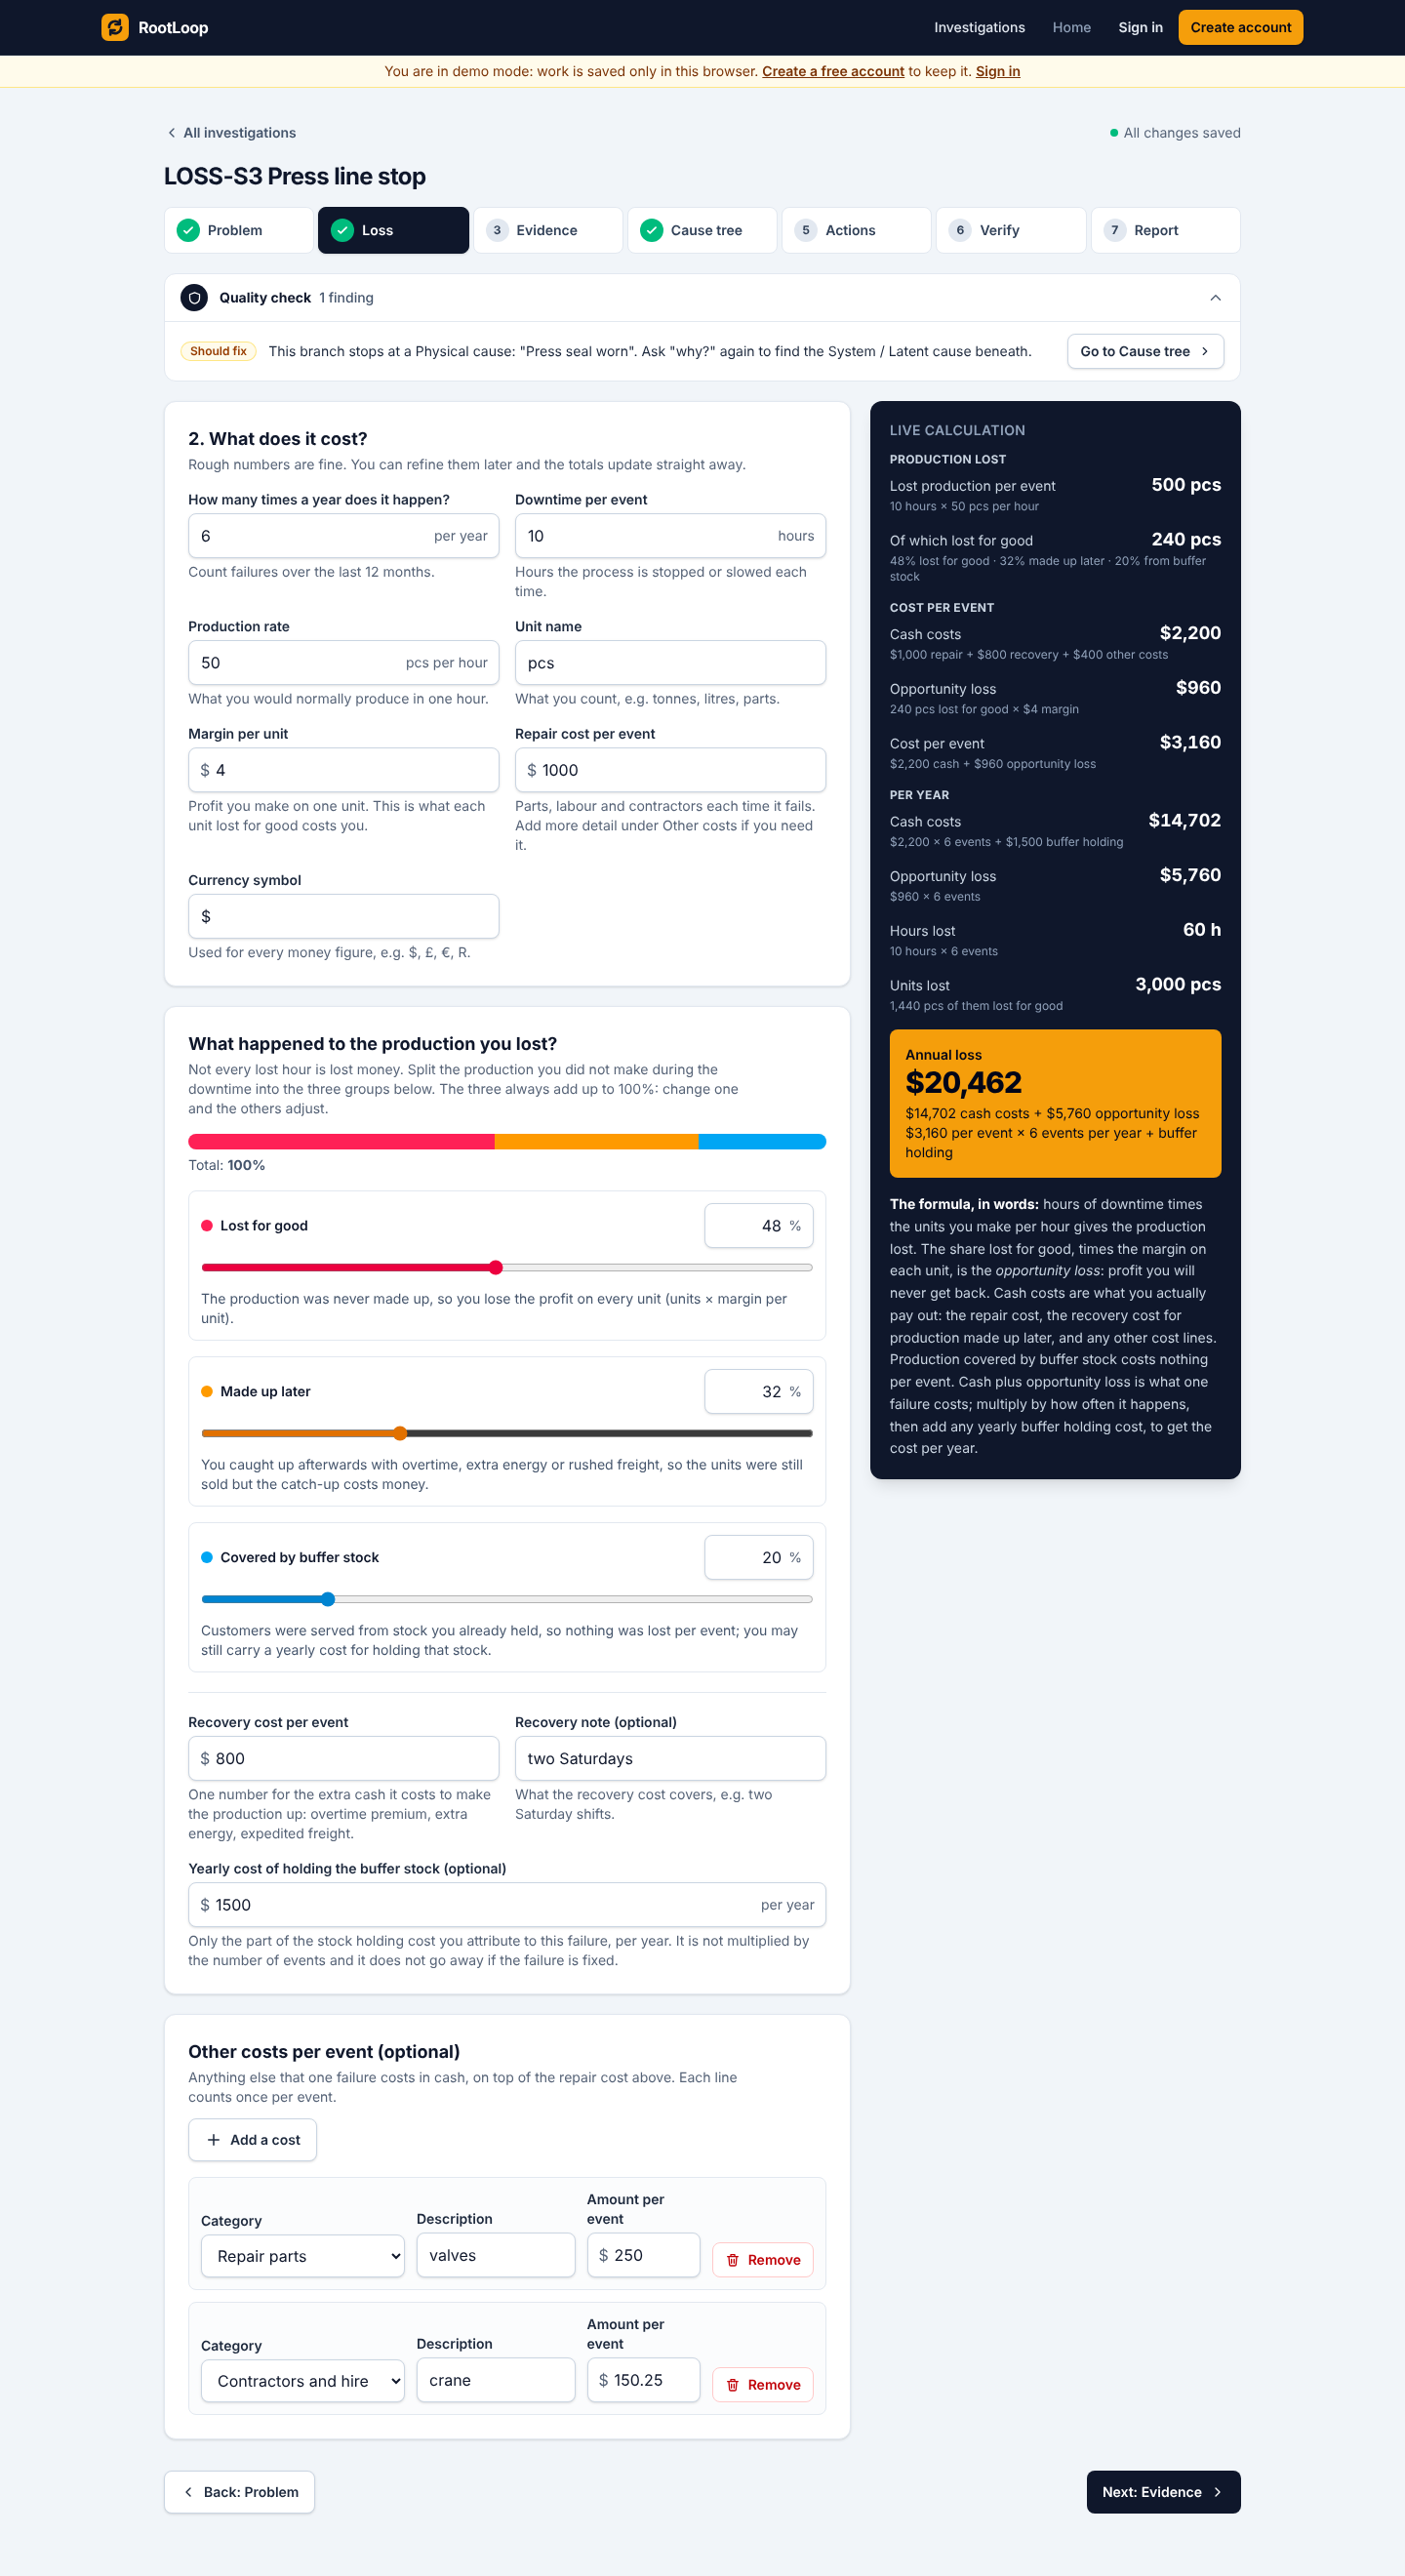 RootLoop
Investigations
Home
Sign in
Create account
You are in demo mode: work is saved only in this browser. Create a free account to keep it. Sign in
All investigations
All changes saved
LOSS-S3 Press line stop
Problem
Loss
3 Evidence
Cause tree
5 Actions
6 Verify
7 Report
Quality check 1 finding
Should fix This branch stops at a Physical cause: "Press seal worn". Ask "why?" again to find the System / Latent cause beneath.
Go to Cause tree
2. What does it cost?
Rough numbers are fine. You can refine them later and the totals update straight away.
How many times a year does it happen?
6 per year
Count failures over the last 12 months.
Downtime per event
10 hours
Hours the process is stopped or slowed each
time.
Production rate
50 pcs per hour
What you would normally produce in one hour.
Unit name
pcs
What you count, e.g. tonnes, litres, parts.
Margin per unit
$ 4
Profit you make on one unit. This is what each
unit lost for good costs you.
Repair cost per event
$ 1000
Parts, labour and contractors each time it fails.
Add more detail under Other costs if you need
it.
Currency symbol
$
Used for every money figure, e.g. $, £, €, R.
What happened to the production you lost?
Not every lost hour is lost money. Split the production you did not make during the
downtime into the three groups below. The three always add up to 100%: change one
and the others adjust.
Total: 100%
Lost for good
48 %
The production was never made up, so you lose the profit on every unit (units × margin per
unit).
Made up later
32 %
You caught up afterwards with overtime, extra energy or rushed freight, so the units were still
sold but the catch-up costs money.
Covered by buffer stock
20 %
Customers were served from stock you already held, so nothing was lost per event; you may
still carry a yearly cost for holding that stock.
Recovery cost per event
$ 800
One number for the extra cash it costs to make
the production up: overtime premium, extra
energy, expedited freight.
Recovery note (optional)
two Saturdays
What the recovery cost covers, e.g. two
Saturday shifts.
Yearly cost of holding the buffer stock (optional)
$ 1500 per year
Only the part of the stock holding cost you attribute to this failure, per year. It is not multiplied by
the number of events and it does not go away if the failure is fixed.
Other costs per event (optional)
Anything else that one failure costs in cash, on top of the repair cost above. Each line
counts once per event.
Add a cost
Category
Repair parts
Description
valves
Amount per
event
$ 250
Remove
Category
Contractors and hire
Description
crane
Amount per
event
$ 150.25
Remove
LIVE CALCULATION
PRODUCTION LOST
Lost production per event 500 pcs
10 hours × 50 pcs per hour
Of which lost for good 240 pcs
48% lost for good · 32% made up later · 20% from buffer
stock
COST PER EVENT
Cash costs $2,200
$1,000 repair + $800 recovery + $400 other costs
Opportunity loss $960
240 pcs lost for good × $4 margin
Cost per event $3,160
$2,200 cash + $960 opportunity loss
PER YEAR
Cash costs $14,702
$2,200 × 6 events + $1,500 buffer holding
Opportunity loss $5,760
$960 × 6 events
Hours lost 60 h
10 hours × 6 events
Units lost 3,000 pcs
1,440 pcs of them lost for good
Annual loss
$20,462
$14,702 cash costs + $5,760 opportunity loss
$3,160 per event × 6 events per year + buffer
holding
The formula, in words: hours of downtime times
the units you make per hour gives the production
lost. The share lost for good, times the margin on
each unit, is the opportunity loss: profit you will
never get back. Cash costs are what you actually
pay out: the repair cost, the recovery cost for
production made up later, and any other cost lines.
Production covered by buffer stock costs nothing
per event. Cash plus opportunity loss is what one
failure costs; multiply by how often it happens,
then add any yearly buffer holding cost, to get the
cost per year.
Back: Problem
Next: Evidence